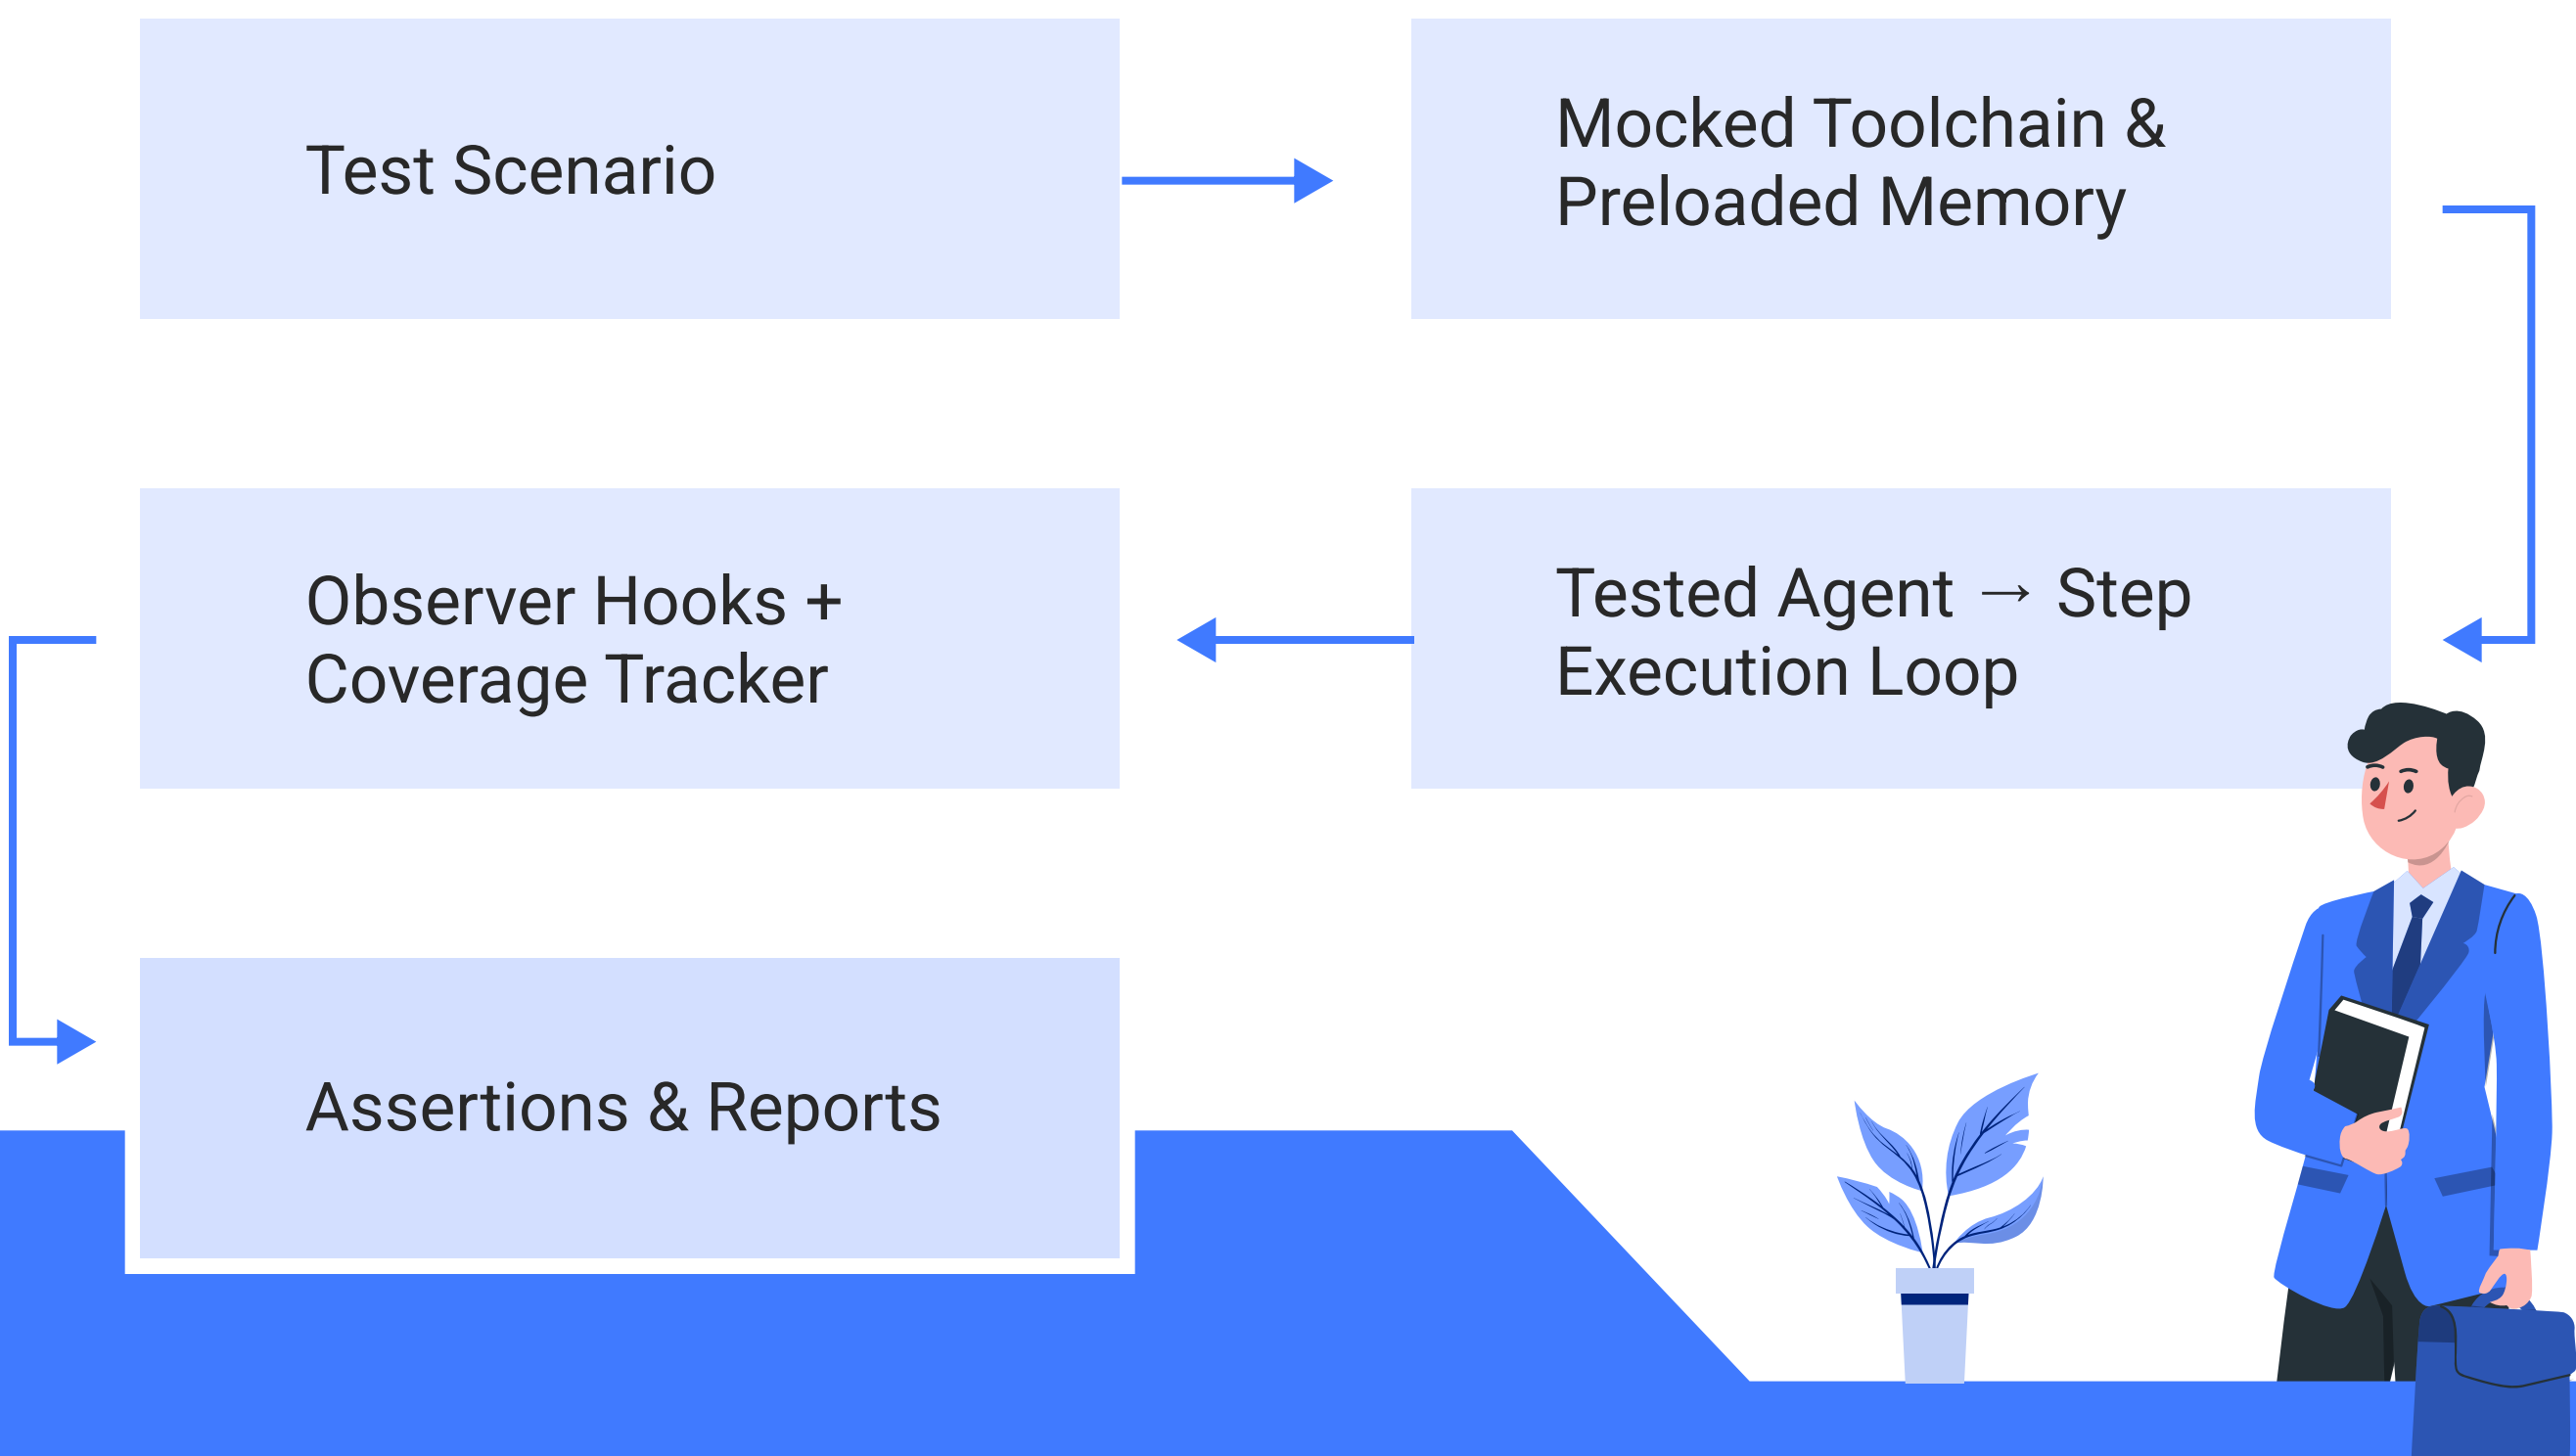 Test Scenario
Mocked Toolchain &
Preloaded Memory
Tested Agent → Step
Execution Loop
Observer Hooks +
Coverage Tracker
Assertions & Reports